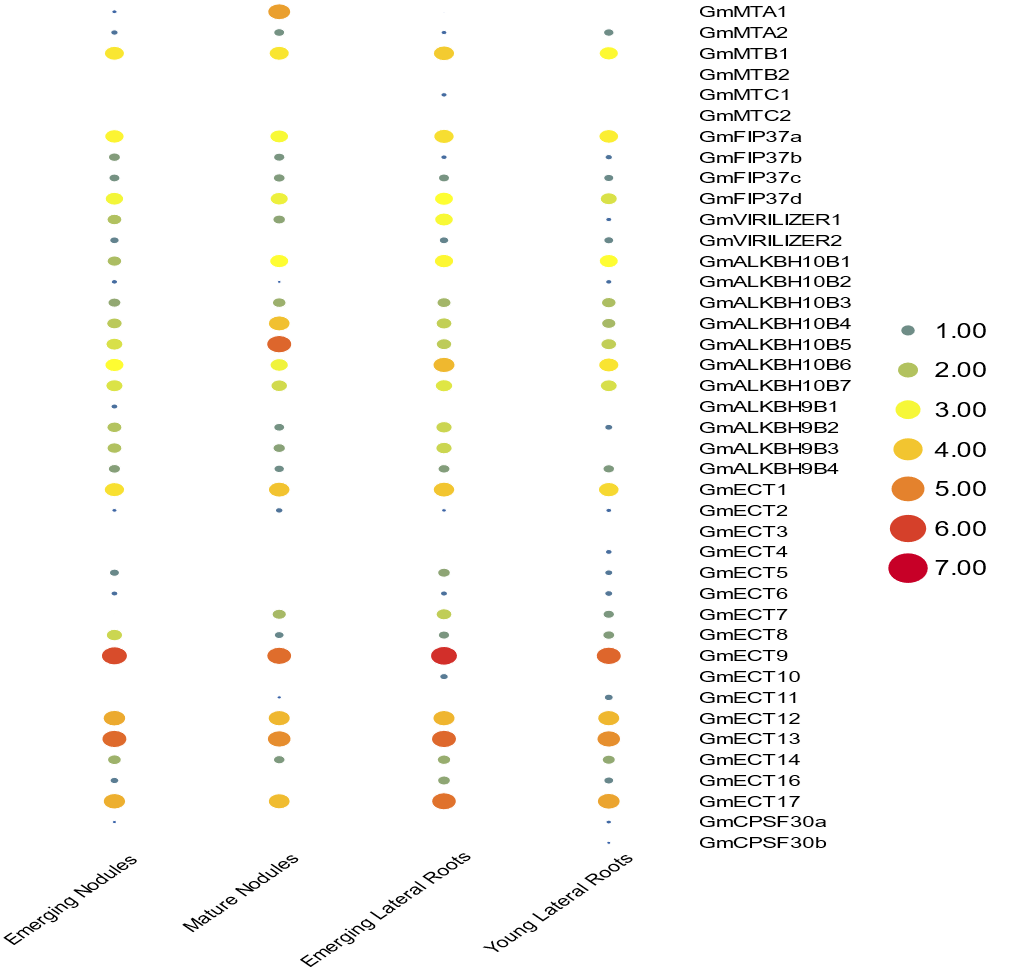 GmMTA1
GmMTA2
GmMTB1
GmMTB2
GmMTC1
GmMTC2
GmFIP37a
GmFIP37b
GmFIP37c
GmFIP37d
GmVIRILIZER1
GmVIRILIZER2
GmALKBH10B1
GmALKBH10B2
GmALKBH10B3
GmALKBH10B4
GmALKBH10B5
GmALKBH10B6
GmALKBH10B7
GmALKBH9B1
GmALKBH9B2
GmALKBH9B3
GmALKBH9B4
GmECT1
GmECT2
GmECT3
GmECT4
GmECT5
GmECT6
GmECT7
GmECT8
GmECT9
GmECT10
GmECT11
GmECT12
GmECT13
GmECT14
GmECT16
GmECT17
GmCPSF30a
GmCPSF30b
1.00
2.00
3.00
4.00
5.00
6.00
7.00
Emerging Nodules
Mature Nodules
Emerging Lateral Roots
Young Lateral Roots